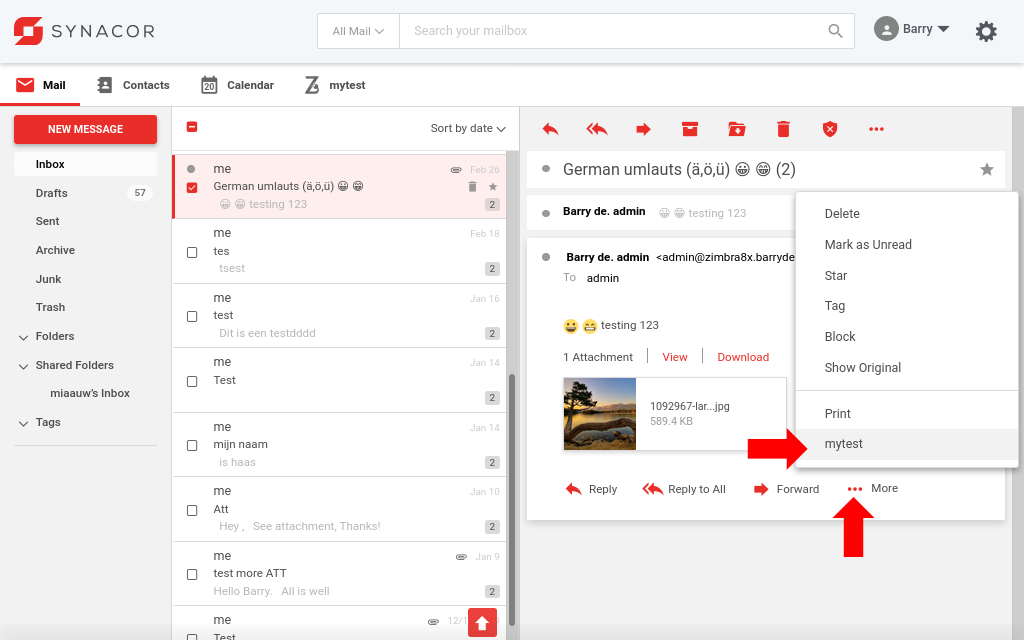 SYNACOR
All Mail
Search your mailbox
Barry
Mail
Contacts
20
Calendar
mytest
NEW MESSAGE
Inbox
Drafts 57
Sent
Archive
Junk
Trash
Folders
Shared Folders
miaauw's Inbox
Tags
Sort by date
me Feb 26
German umlauts (ä,ö,ü) 😀 😁
😀 😁 testing 123 2
me Feb 18
tes
tsest 2
me Jan 16
test
Dit is een testdddd 2
me Jan 14
Test
2
me Jan 14
mijn naam
is haas 2
me Jan 10
Att
Hey , See attachment, Thanks! 2
me Jan 9
test more ATT
Hello Barry. All is well 2
me
Test
German umlauts (ä,ö,ü) 😀 😁 (2)
Barry de. admin 😀 😁 testing 123
Barry de. admin <admin@zimbra8x.barryde
To admin
😀 😁 testing 123
1 Attachment View Download
1092967-lar...jpg
589.4 KB
Reply Reply to All Forward More
Delete
Mark as Unread
Star
Tag
Block
Show Original
Print
mytest